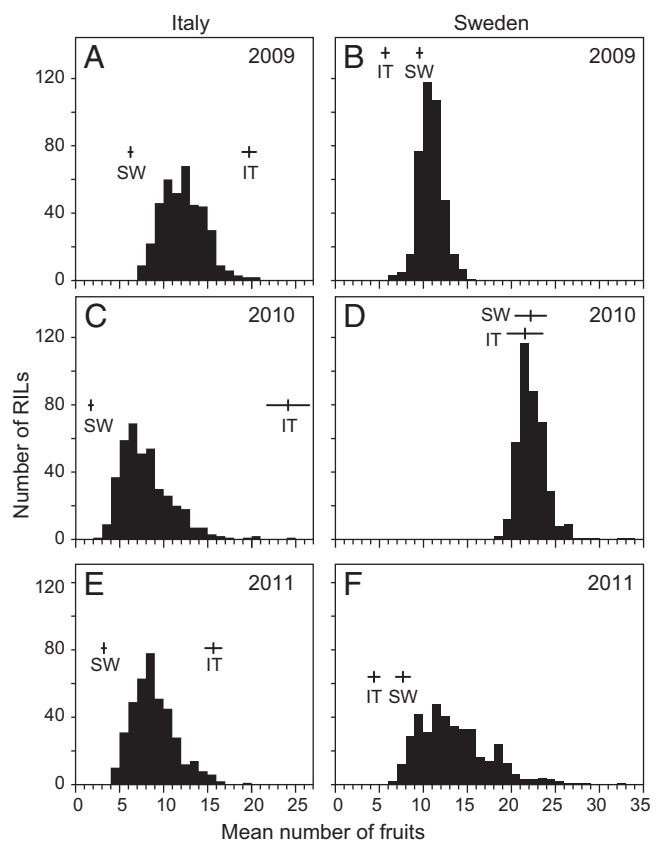 Italy Sweden
A 2009 B 2009
IT SW
120
80
SW IT
40
0
C 2010 D 2010
SW
IT
120
80
SW IT
40
0
E 2011 F 2011
120
80
SW IT
IT SW
40
0
0 5 10 15 20 25 0 5 10 15 20 25 30 35
Mean number of fruits
Number of RILs